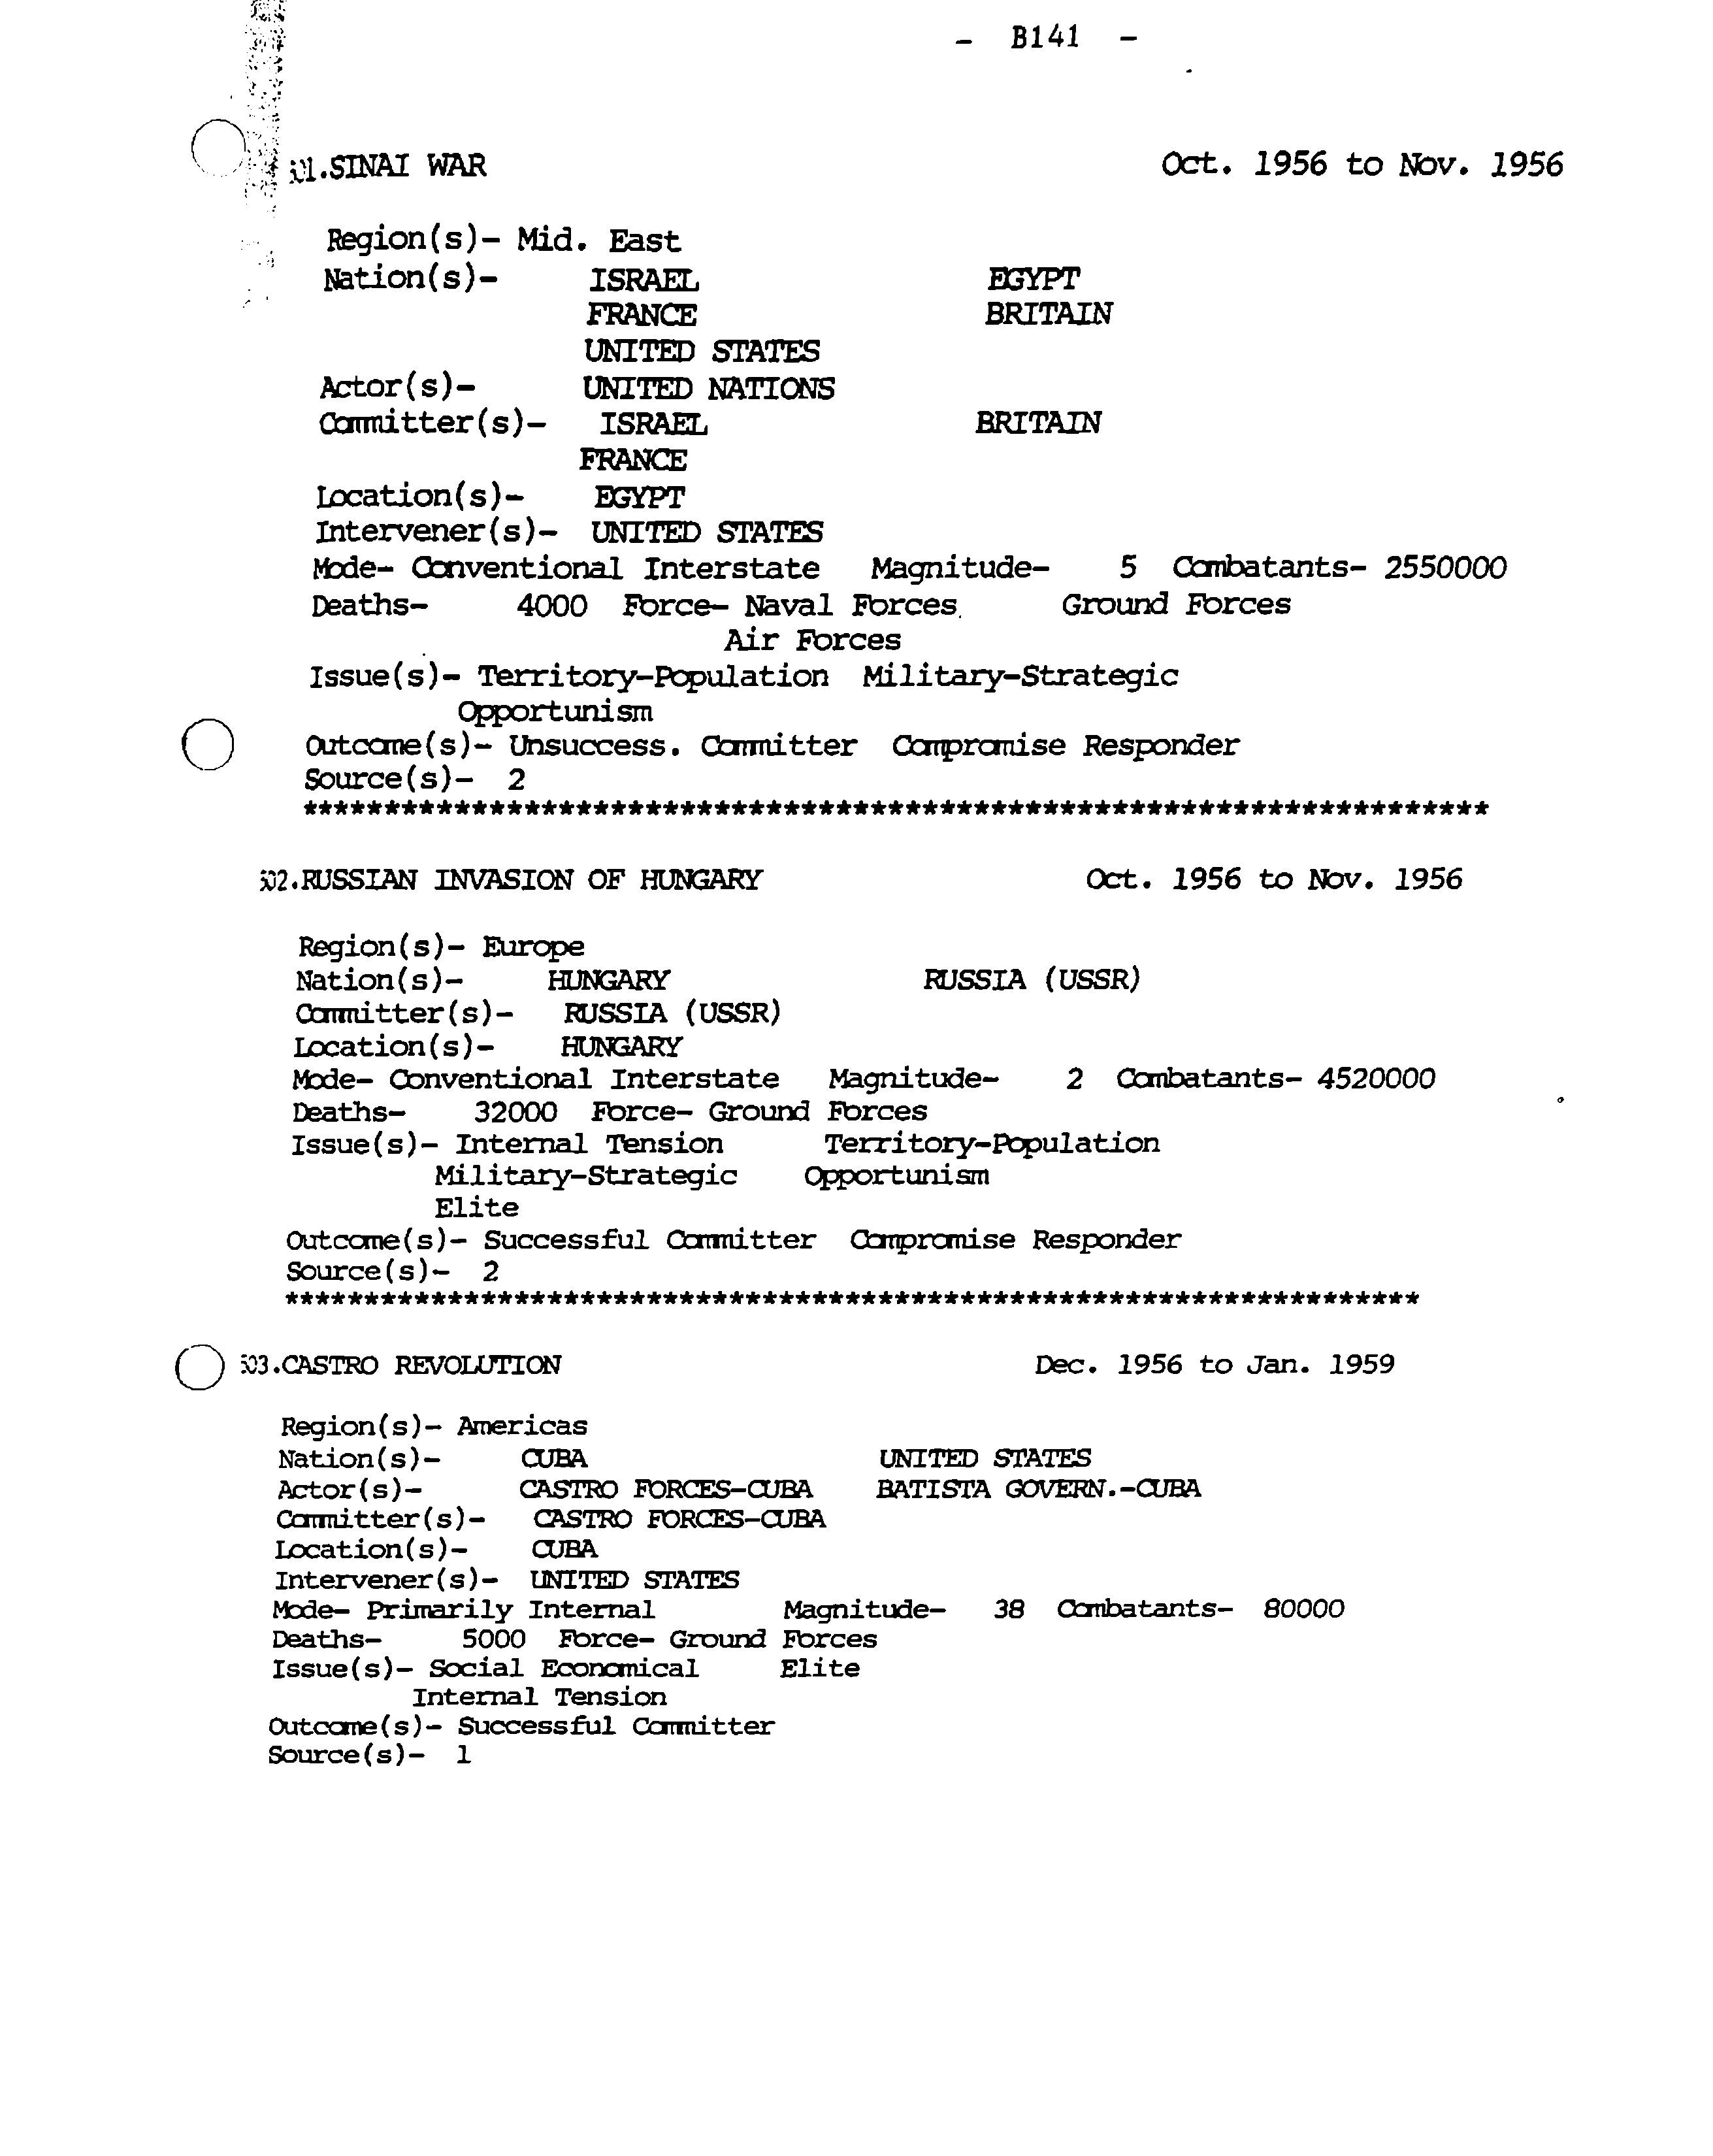 - B141 -
01.SINAI WAR Oct. 1956 to Nov. 1956
Region(s)- Mid. East
Nation(s)- ISRAEL EGYPT
FRANCE BRITAIN
UNITED STATES
Actor(s)- UNITED NATIONS
Committer(s)- ISRAEL BRITAIN
FRANCE
Location(s)- EGYPT
Intervener(s)- UNITED STATES
Mode- Conventional Interstate Magnitude- 5 Combatants- 2550000
Deaths- 4000 Force- Naval Forces Ground Forces
Air Forces
Issue(s)- Territory-Population Military-Strategic
Opportunism
Outcome(s)- Unsuccess. Committer Compromise Responder
Source(s)- 2
*********************************************************************
502.RUSSIAN INVASION OF HUNGARY Oct. 1956 to Nov. 1956
Region(s)- Europe
Nation(s)- HUNGARY RUSSIA (USSR)
Committer(s)- RUSSIA (USSR)
Location(s)- HUNGARY
Mode- Conventional Interstate Magnitude- 2 Combatants- 4520000
Deaths- 32000 Force- Ground Forces
Issue(s)- Internal Tension Territory-Population
Military-Strategic Opportunism
Elite
Outcome(s)- Successful Committer Compromise Responder
Source(s)- 2
*********************************************************************
503.CASTRO REVOLUTION Dec. 1956 to Jan. 1959
Region(s)- Americas
Nation(s)- CUBA UNITED STATES
Actor(s)- CASTRO FORCES-CUBA BATISTA GOVERN.-CUBA
Committer(s)- CASTRO FORCES-CUBA
Location(s)- CUBA
Intervener(s)- UNITED STATES
Mode- Primarily Internal Magnitude- 38 Combatants- 80000
Deaths- 5000 Force- Ground Forces
Issue(s)- Social Economical Elite
Internal Tension
Outcome(s)- Successful Committer
Source(s)- 1